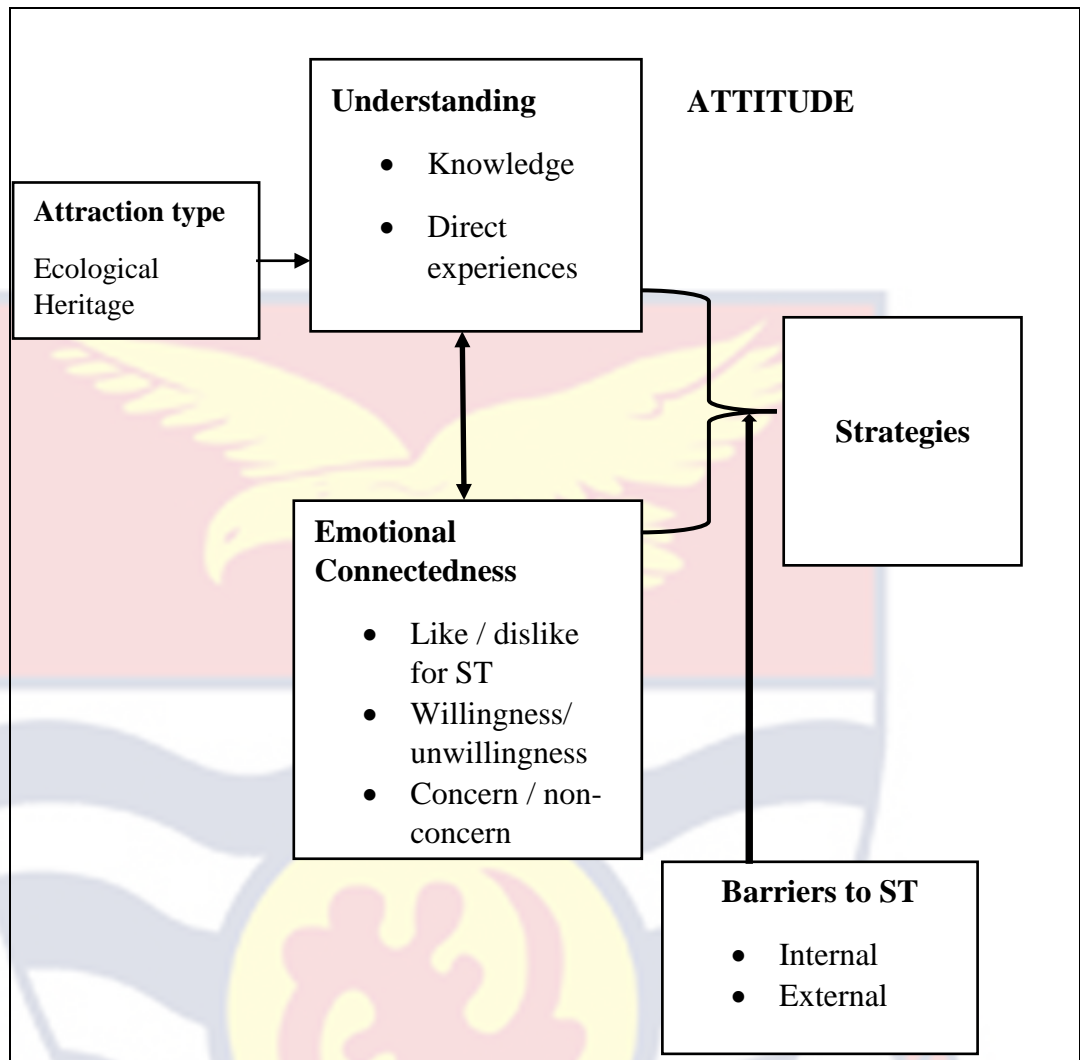 Understanding
• Knowledge
• Direct
experiences
ATTITUDE
Attraction type
Ecological
Heritage
Strategies
Emotional
Connectedness
• Like / dislike
for ST
• Willingness/
unwillingness
• Concern / non-
concern
Barriers to ST
• Internal
• External